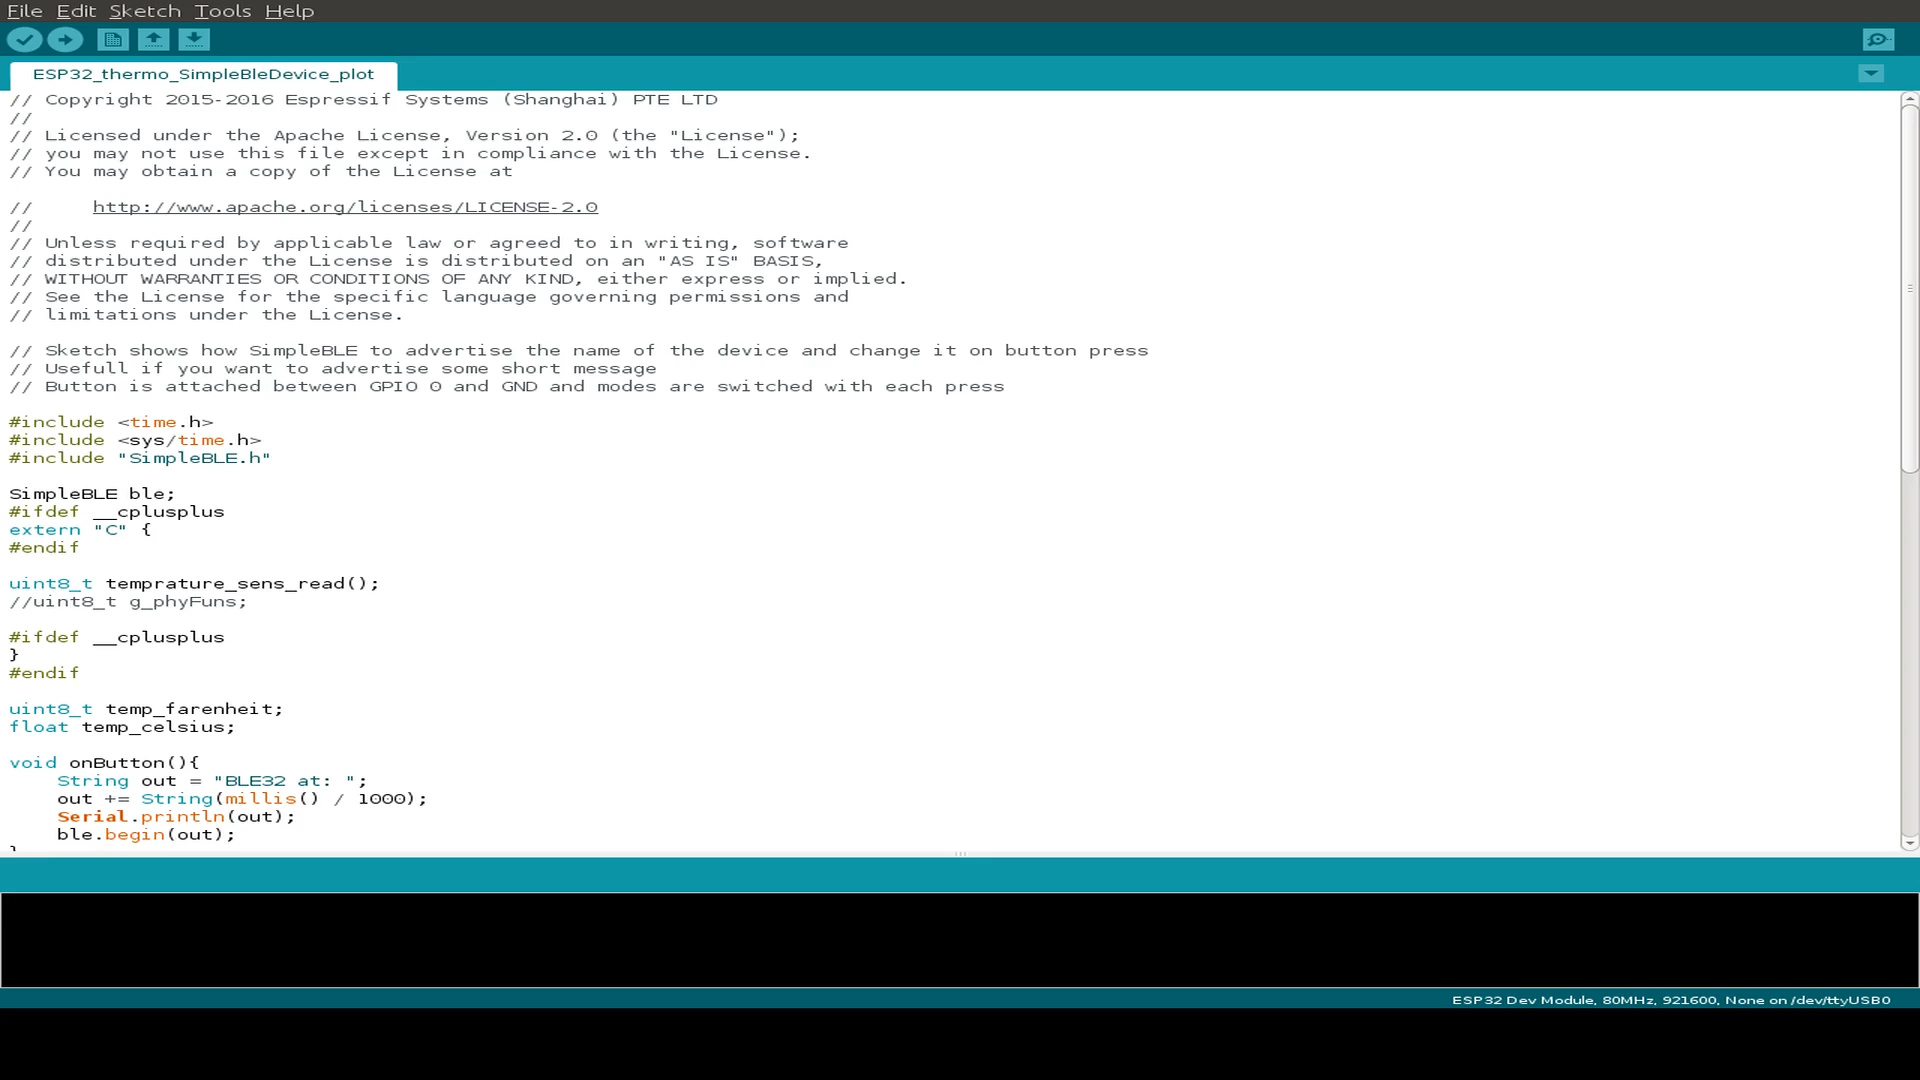 File Edit Sketch Tools Help
ESP32_thermo_SimpleBleDevice_plot
// Copyright 2015-2016 Espressif Systems (Shanghai) PTE LTD
//
// Licensed under the Apache License, Version 2.0 (the "License");
// you may not use this file except in compliance with the License.
// You may obtain a copy of the License at
//     http://www.apache.org/licenses/LICENSE-2.0
//
// Unless required by applicable law or agreed to in writing, software
// distributed under the License is distributed on an "AS IS" BASIS,
// WITHOUT WARRANTIES OR CONDITIONS OF ANY KIND, either express or implied.
// See the License for the specific language governing permissions and
// limitations under the License.
// Sketch shows how SimpleBLE to advertise the name of the device and change it on button press
// Usefull if you want to advertise some short message
// Button is attached between GPIO 0 and GND and modes are switched with each press
#include <time.h>
#include <sys/time.h>
#include "SimpleBLE.h"
SimpleBLE ble;
#ifdef __cplusplus
extern "C" {
#endif
uint8_t temprature_sens_read();
//uint8_t g_phyFuns;
#ifdef __cplusplus
}
#endif
uint8_t temp_farenheit;
float temp_celsius;
void onButton(){
    String out = "BLE32 at: ";
    out += String(millis() / 1000);
    Serial.println(out);
    ble.begin(out);
}
ESP32 Dev Module, 80MHz, 921600, None on /dev/ttyUSB0